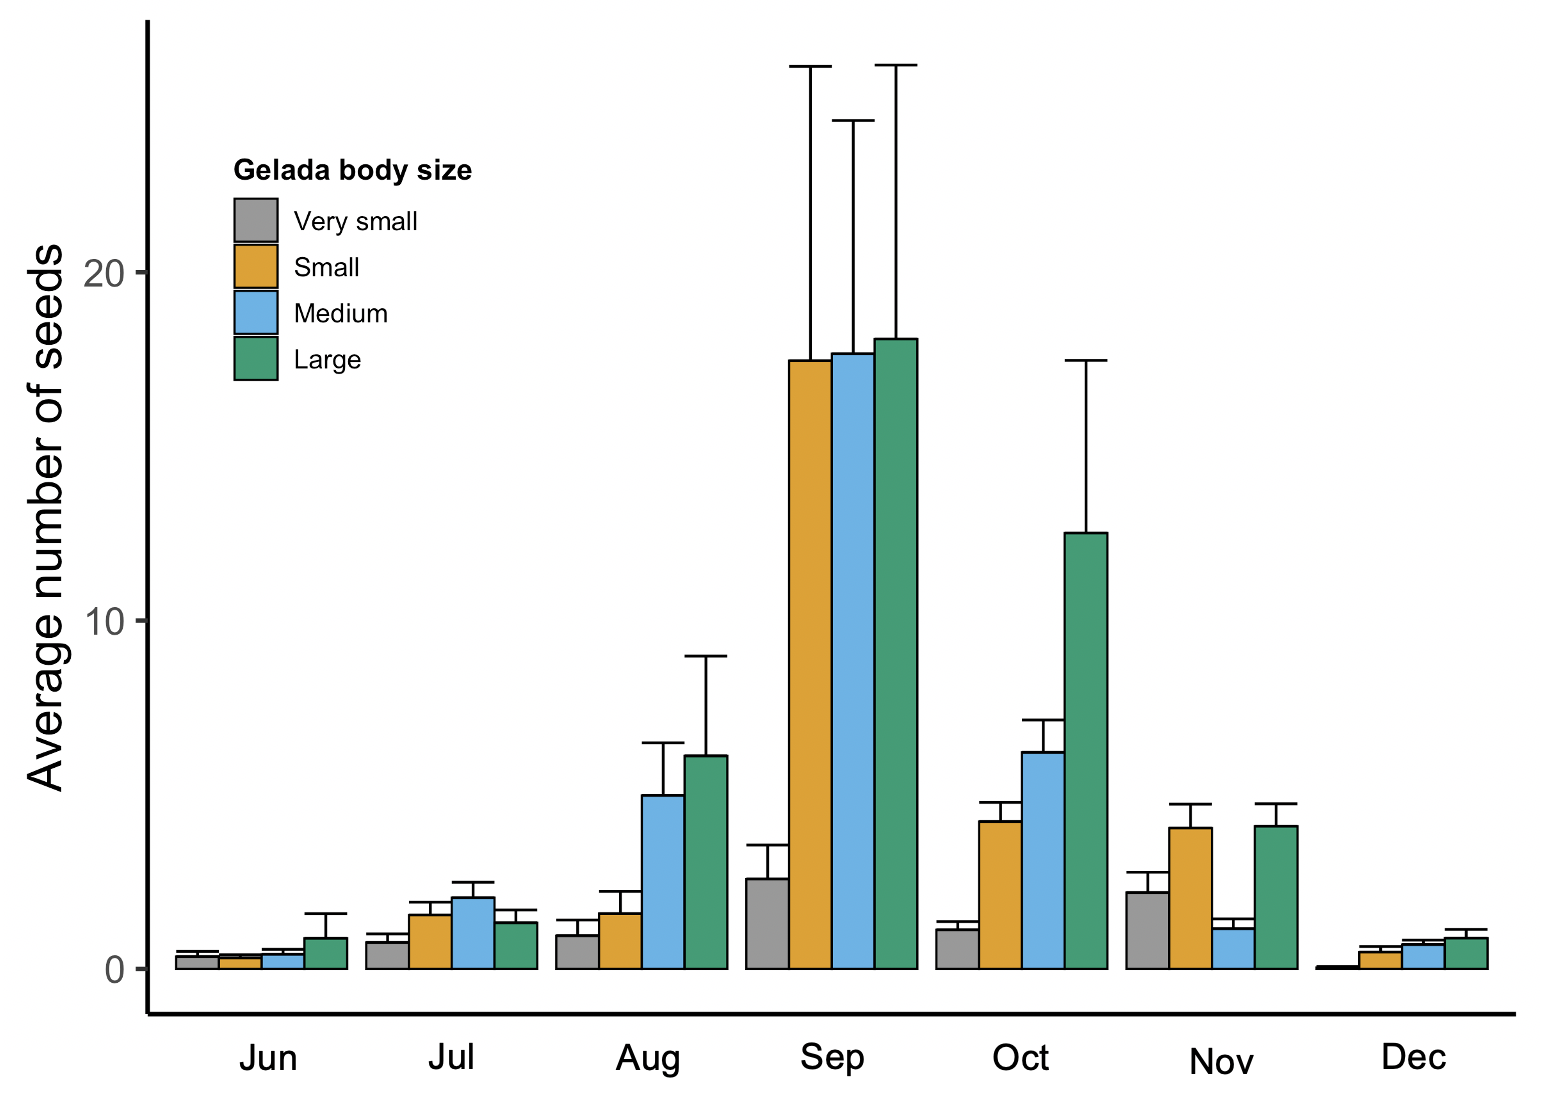 Average number of seeds
20
10
0
Gelada body size
Very small
Small
Medium
Large
Jun Jul Aug Sep Oct Nov Dec